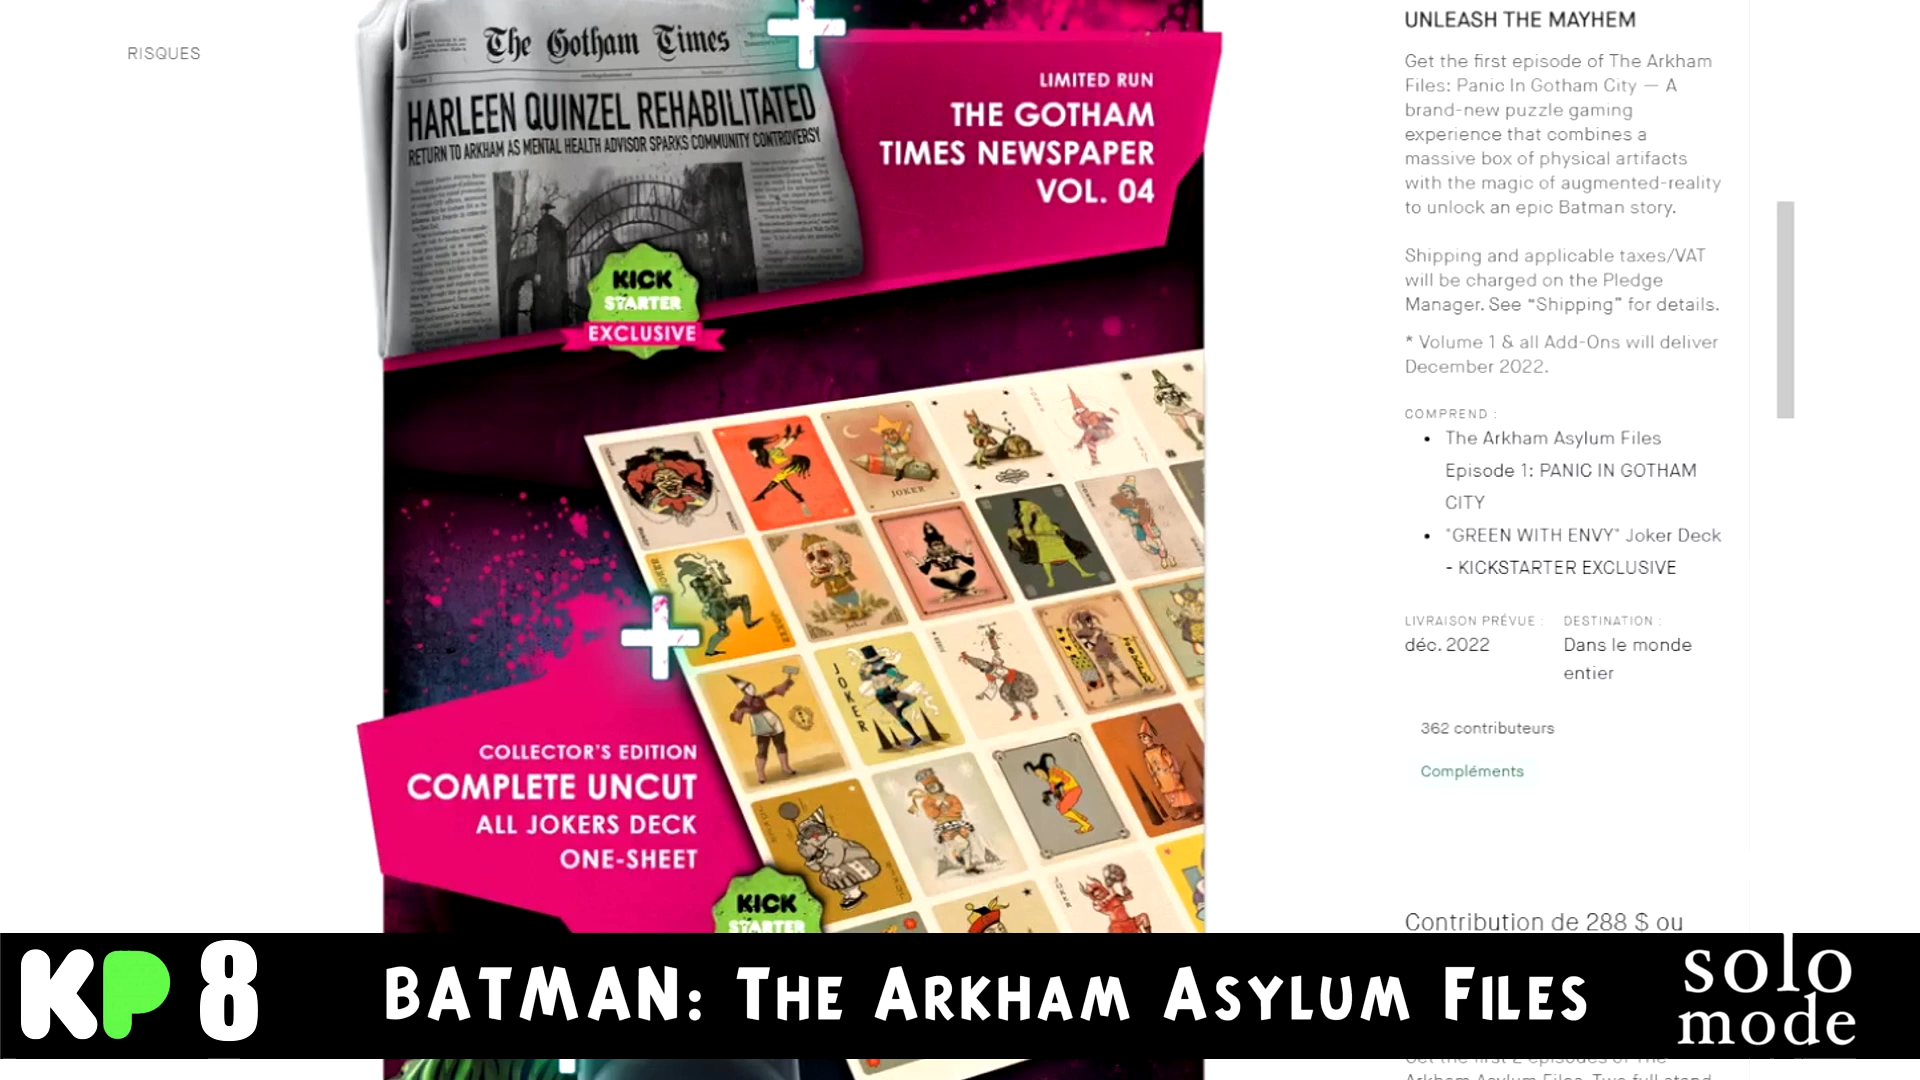 RISQUES
The Gotham Times
HARLEEN QUINZEL REHABILITATED
RETURN TO ARKHAM AS MENTAL HEALTH ADVISOR SPARKS COMMUNITY CONTROVERSY
LIMITED RUN
THE GOTHAM
TIMES NEWSPAPER
VOL. 04
KICK
STARTER
EXCLUSIVE
JOKER
Joker
JOKER
COLLECTOR'S EDITION
COMPLETE UNCUT
ALL JOKERS DECK
ONE-SHEET
KICK
STARTER
UNLEASH THE MAYHEM
Get the first episode of The Arkham
Files: Panic In Gotham City — A
brand-new puzzle gaming
experience that combines a
massive box of physical artifacts
with the magic of augmented-reality
to unlock an epic Batman story.
Shipping and applicable taxes/VAT
will be charged on the Pledge
Manager. See “Shipping” for details.
* Volume 1 & all Add-Ons will deliver
December 2022.
COMPREND :
• The Arkham Asylum Files
Episode 1: PANIC IN GOTHAM
CITY
• "GREEN WITH ENVY" Joker Deck
- KICKSTARTER EXCLUSIVE
LIVRAISON PRÉVUE :
déc. 2022
DESTINATION :
Dans le monde
entier
362 contributeurs
Compléments
Contribution de 288 $ ou
KP 8
BATMAN: THE ARKHAM ASYLUM FILES
solo
mode